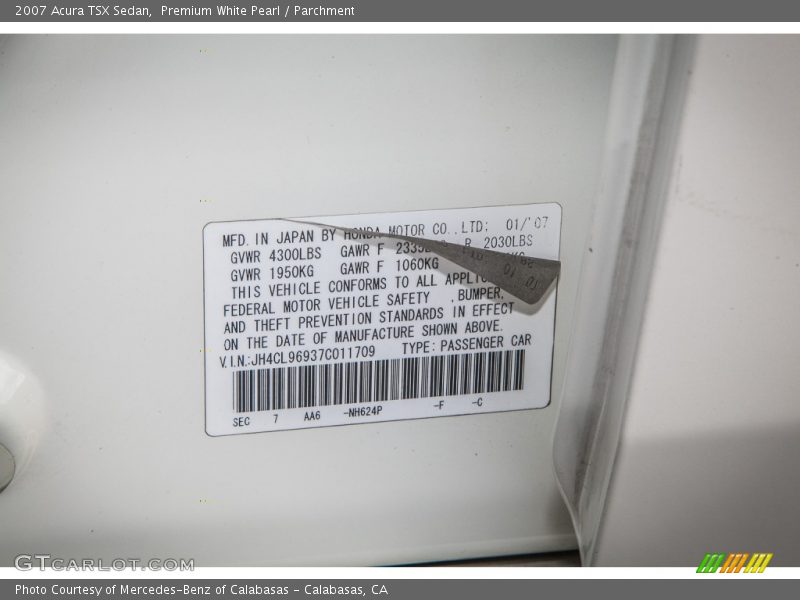 2007 Acura TSX Sedan,  Premium White Pearl / Parchment
MFD. IN JAPAN BY HONDA MOTOR CO., LTD; 01/'07
GVWR 4300LBS GAWR F 2335 R 2030LBS
GVWR 1950KG GAWR F 1060KG
THIS VEHICLE CONFORMS TO ALL APPLIC
FEDERAL MOTOR VEHICLE SAFETY , BUMPER,
AND THEFT PREVENTION STANDARDS IN EFFECT
ON THE DATE OF MANUFACTURE SHOWN ABOVE.
V.I.N.:JH4CL96937C011709 TYPE: PASSENGER CAR
SEC 7 AA6 -NH624P -F -C
GTCARLOT.COM
Photo Courtesy of Mercedes-Benz of Calabasas - Calabasas, CA